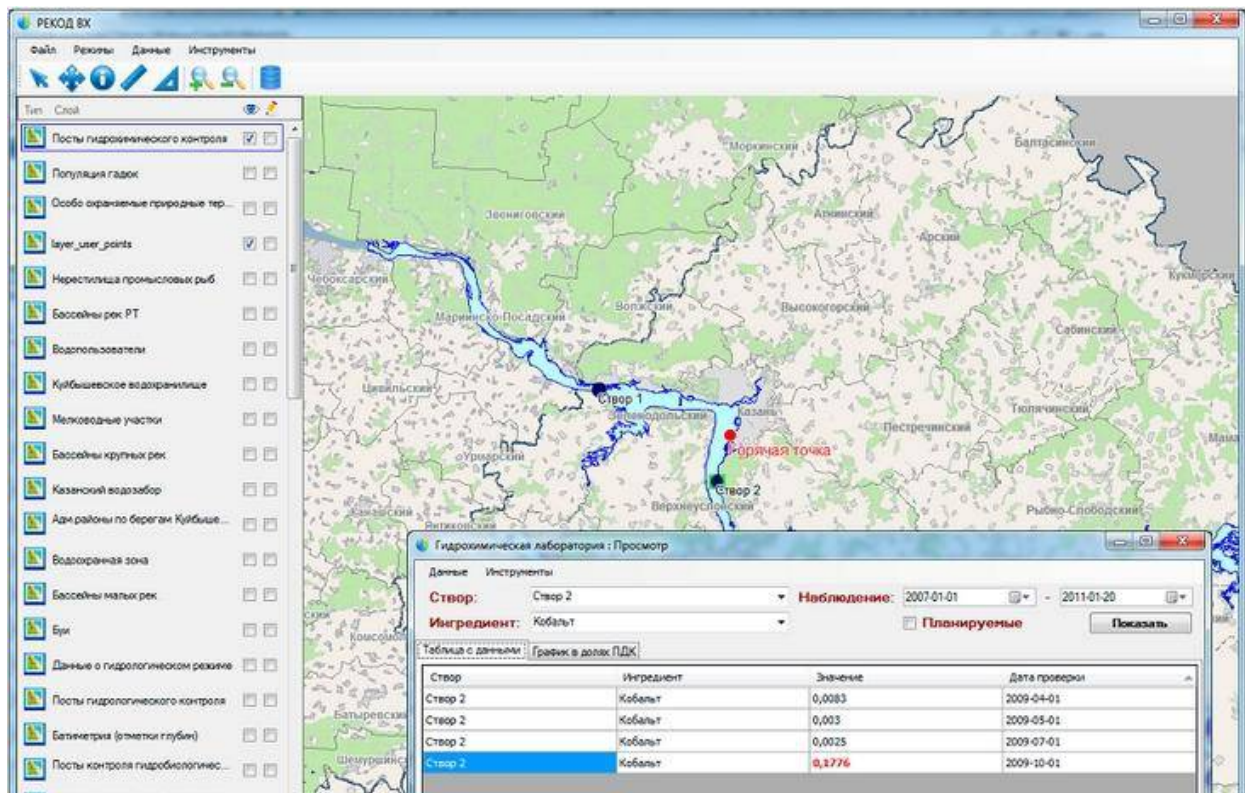 РЕКОД ВХ
Файл Режимы Данные Инструменты
Тип Слой
Посты гидрохимического контроля
Популяция гадюк
Особо охраняемые природные тер...
layer_user_points
Нерестилища промысловых рыб
Бассейны рек РТ
Водопользователи
Куйбышевское водохранилище
Мелководные участки
Бассейны крупных рек
Казанский водозабор
Адм.районы по берегам Куйбыше...
Водоохранная зона
Бассейны малых рек
Буи
Данные о гидрологическом режиме
Посты гидрологического контроля
Батиметрия (отметки глубин)
Посты контроля гидробиологичес...
Моркинский
Балтасинский
Звениговский
Атнинский
Арский
Кукморский
Чебоксарский
Волжский
Высокогорский
Мариинско-Посадский
Сабинский
Цивильский
Створ 1
Зеленодольский
Казань
Тюлячинский
Пестречинский
Мама
Горячая точка
Урмарский
Створ 2
Верхнеуслонский
Рыбно-Слободский
Канашский
Янтиковский
Комсомол
Батыревский
Шемуршинс
Гидрохимическая лаборатория : Просмотр
Данные Инструменты
Створ: Створ 2 Наблюдение: 2007-01-01 - 2011-01-20
Ингредиент: Кобальт Планируемые Показать
Таблица с данными График в долях ПДК
Створ Ингредиент Значение Дата проверки
Створ 2 Кобальт 0,0083 2009-04-01
Створ 2 Кобальт 0,003 2009-05-01
Створ 2 Кобальт 0,0025 2009-07-01
Створ 2 Кобальт 0,1776 2009-10-01